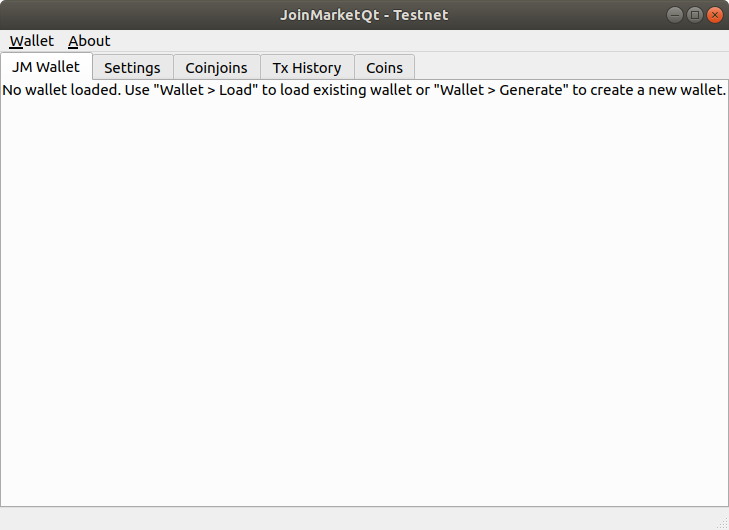 JoinMarketQt - Testnet
Wallet About
JM Wallet Settings Coinjoins Tx History Coins
No wallet loaded. Use "Wallet > Load" to load existing wallet or "Wallet > Generate" to create a new wallet.